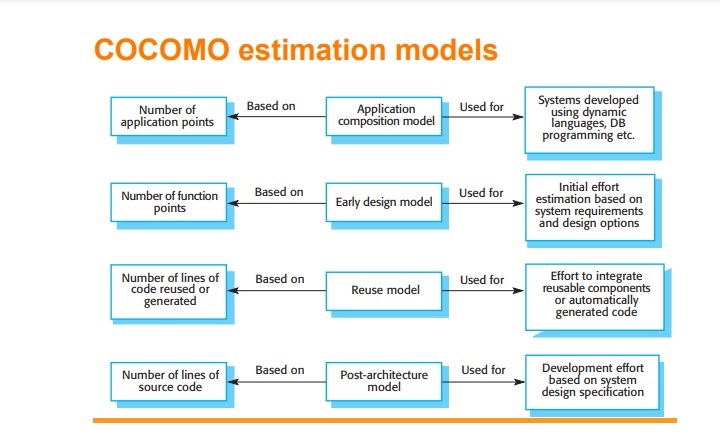 COCOMO estimation models
Number of
application points
Based on
Application
composition model
Used for
Systems developed
using dynamic
languages, DB
programming etc.
Number of function
points
Based on
Early design model
Used for
Initial effort
estimation based on
system requirements
and design options
Number of lines of
code reused or
generated
Based on
Reuse model
Used for
Effort to integrate
reusable components
or automatically
generated code
Number of lines of
source code
Based on
Post-architecture
model
Used for
Development effort
based on system
design specification